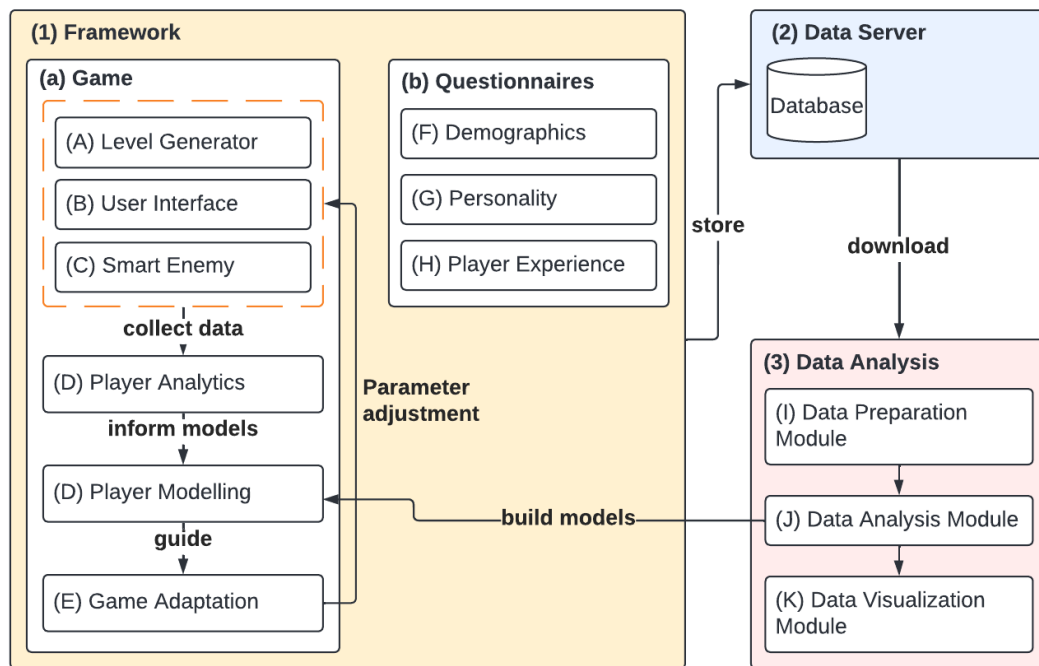 (1) Framework
(a) Game
(A) Level Generator
(B) User Interface
(C) Smart Enemy
collect data
(D) Player Analytics
inform models
(D) Player Modelling
guide
(E) Game Adaptation
Parameter
adjustment
(b) Questionnaires
(F) Demographics
(G) Personality
(H) Player Experience
store
build models
(2) Data Server
Database
download
(3) Data Analysis
(I) Data Preparation
Module
(J) Data Analysis Module
(K) Data Visualization
Module